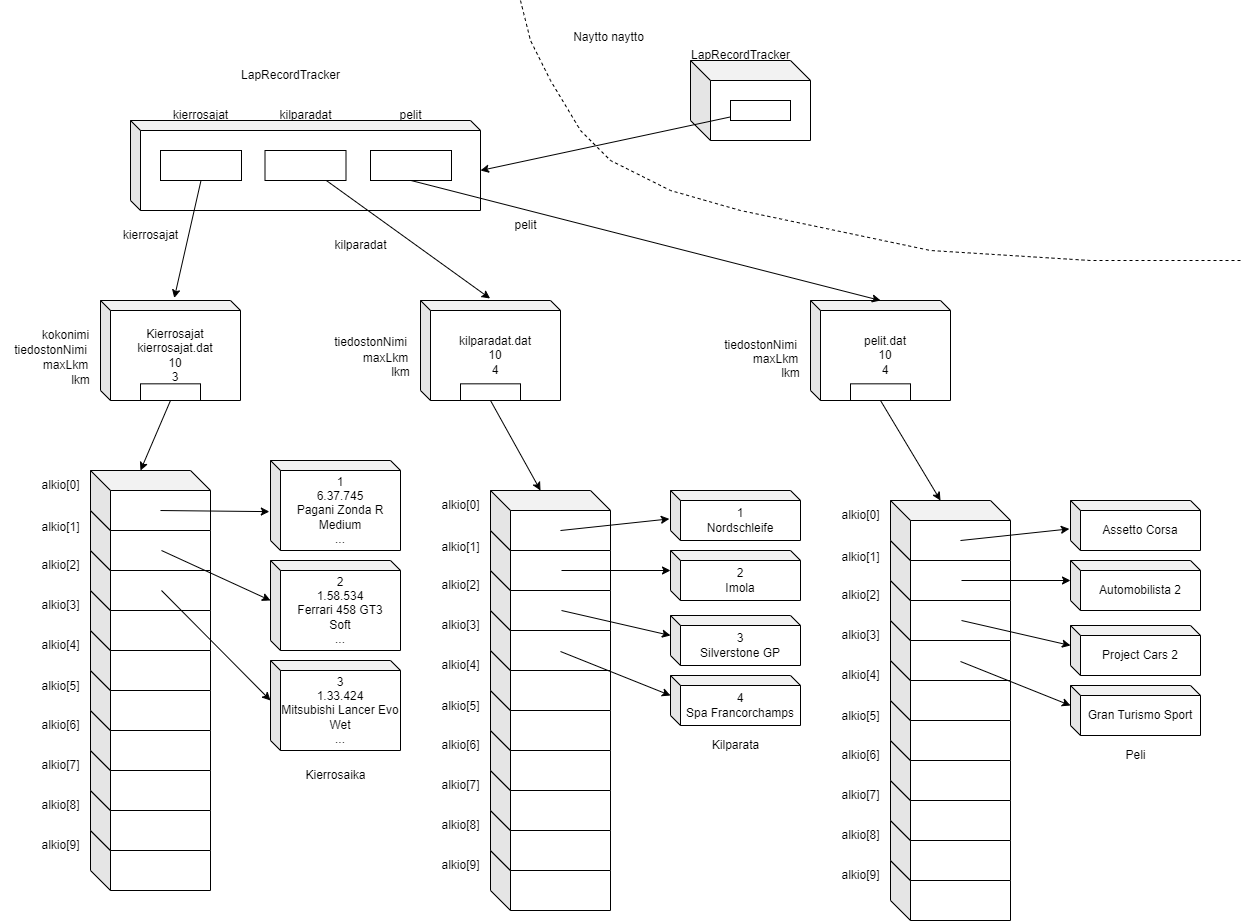 Naytto naytto
LapRecordTracker
LapRecordTracker
kierrosajat
kilparadat
pelit
kierrosajat
kilparadat
pelit
kokonimi
tiedostonNimi
maxLkm
lkm
Kierrosajat
kierrosajat.dat
10
3
tiedostonNimi
maxLkm
lkm
kilparadat.dat
10
4
tiedostonNimi
maxLkm
lkm
pelit.dat
10
4
alkio[0]
alkio[1]
alkio[2]
alkio[3]
alkio[4]
alkio[5]
alkio[6]
alkio[7]
alkio[8]
alkio[9]
1
6.37.745
Pagani Zonda R
Medium
...
2
1.58.534
Ferrari 458 GT3
Soft
...
3
1.33.424
Mitsubishi Lancer Evo
Wet
...
Kierrosaika
alkio[0]
alkio[1]
alkio[2]
alkio[3]
alkio[4]
alkio[5]
alkio[6]
alkio[7]
alkio[8]
alkio[9]
1
Nordschleife
2
Imola
3
Silverstone GP
4
Spa Francorchamps
Kilparata
alkio[0]
alkio[1]
alkio[2]
alkio[3]
alkio[4]
alkio[5]
alkio[6]
alkio[7]
alkio[8]
alkio[9]
Assetto Corsa
Automobilista 2
Project Cars 2
Gran Turismo Sport
Peli